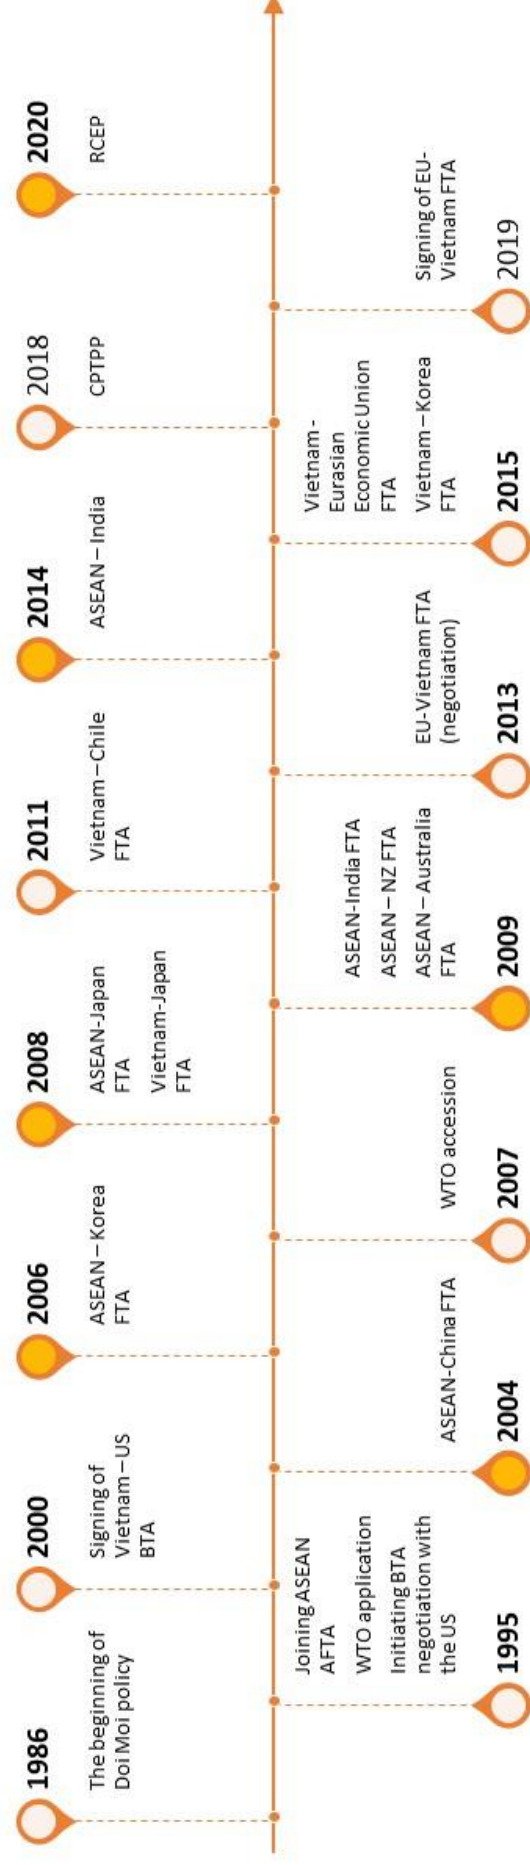 1986
The beginning of
Doi Moi policy
1995
Joining ASEAN
AFTA
WTO application
Initiating BTA
negotiation with
the US
2000
Signing of
Vietnam – US
BTA
2004
ASEAN-China FTA
2006
ASEAN – Korea
FTA
2007
WTO accession
2008
ASEAN-Japan
FTA
Vietnam-Japan
FTA
2009
ASEAN-India FTA
ASEAN – NZ FTA
ASEAN – Australia
FTA
2011
Vietnam – Chile
FTA
2013
EU-Vietnam FTA
(negotiation)
2014
ASEAN – India
2015
Vietnam -
Eurasian
Economic Union
FTA
Vietnam – Korea
FTA
2018
CPTPP
2019
Signing of EU-
Vietnam FTA
2020
RCEP